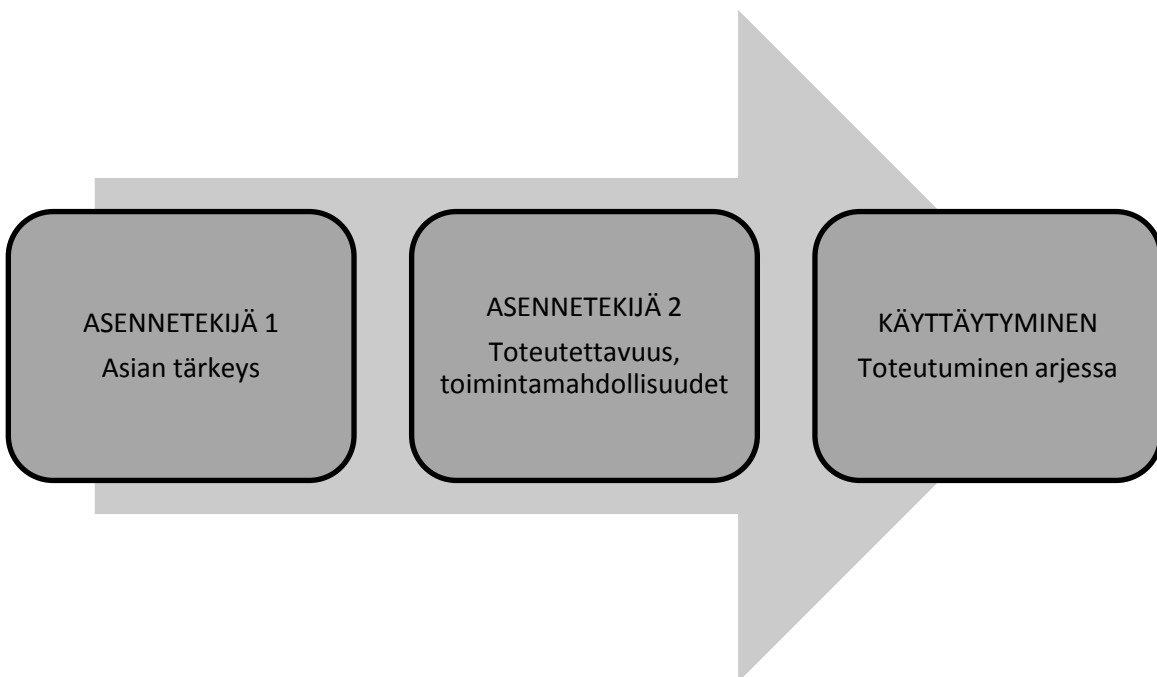 ASENNETEKIJÄ 1
Asian tärkeys
ASENNETEKIJÄ 2
Toteutettavuus,
toimintamahdollisuudet
KÄYTTÄYTYMINEN
Toteutuminen arjessa